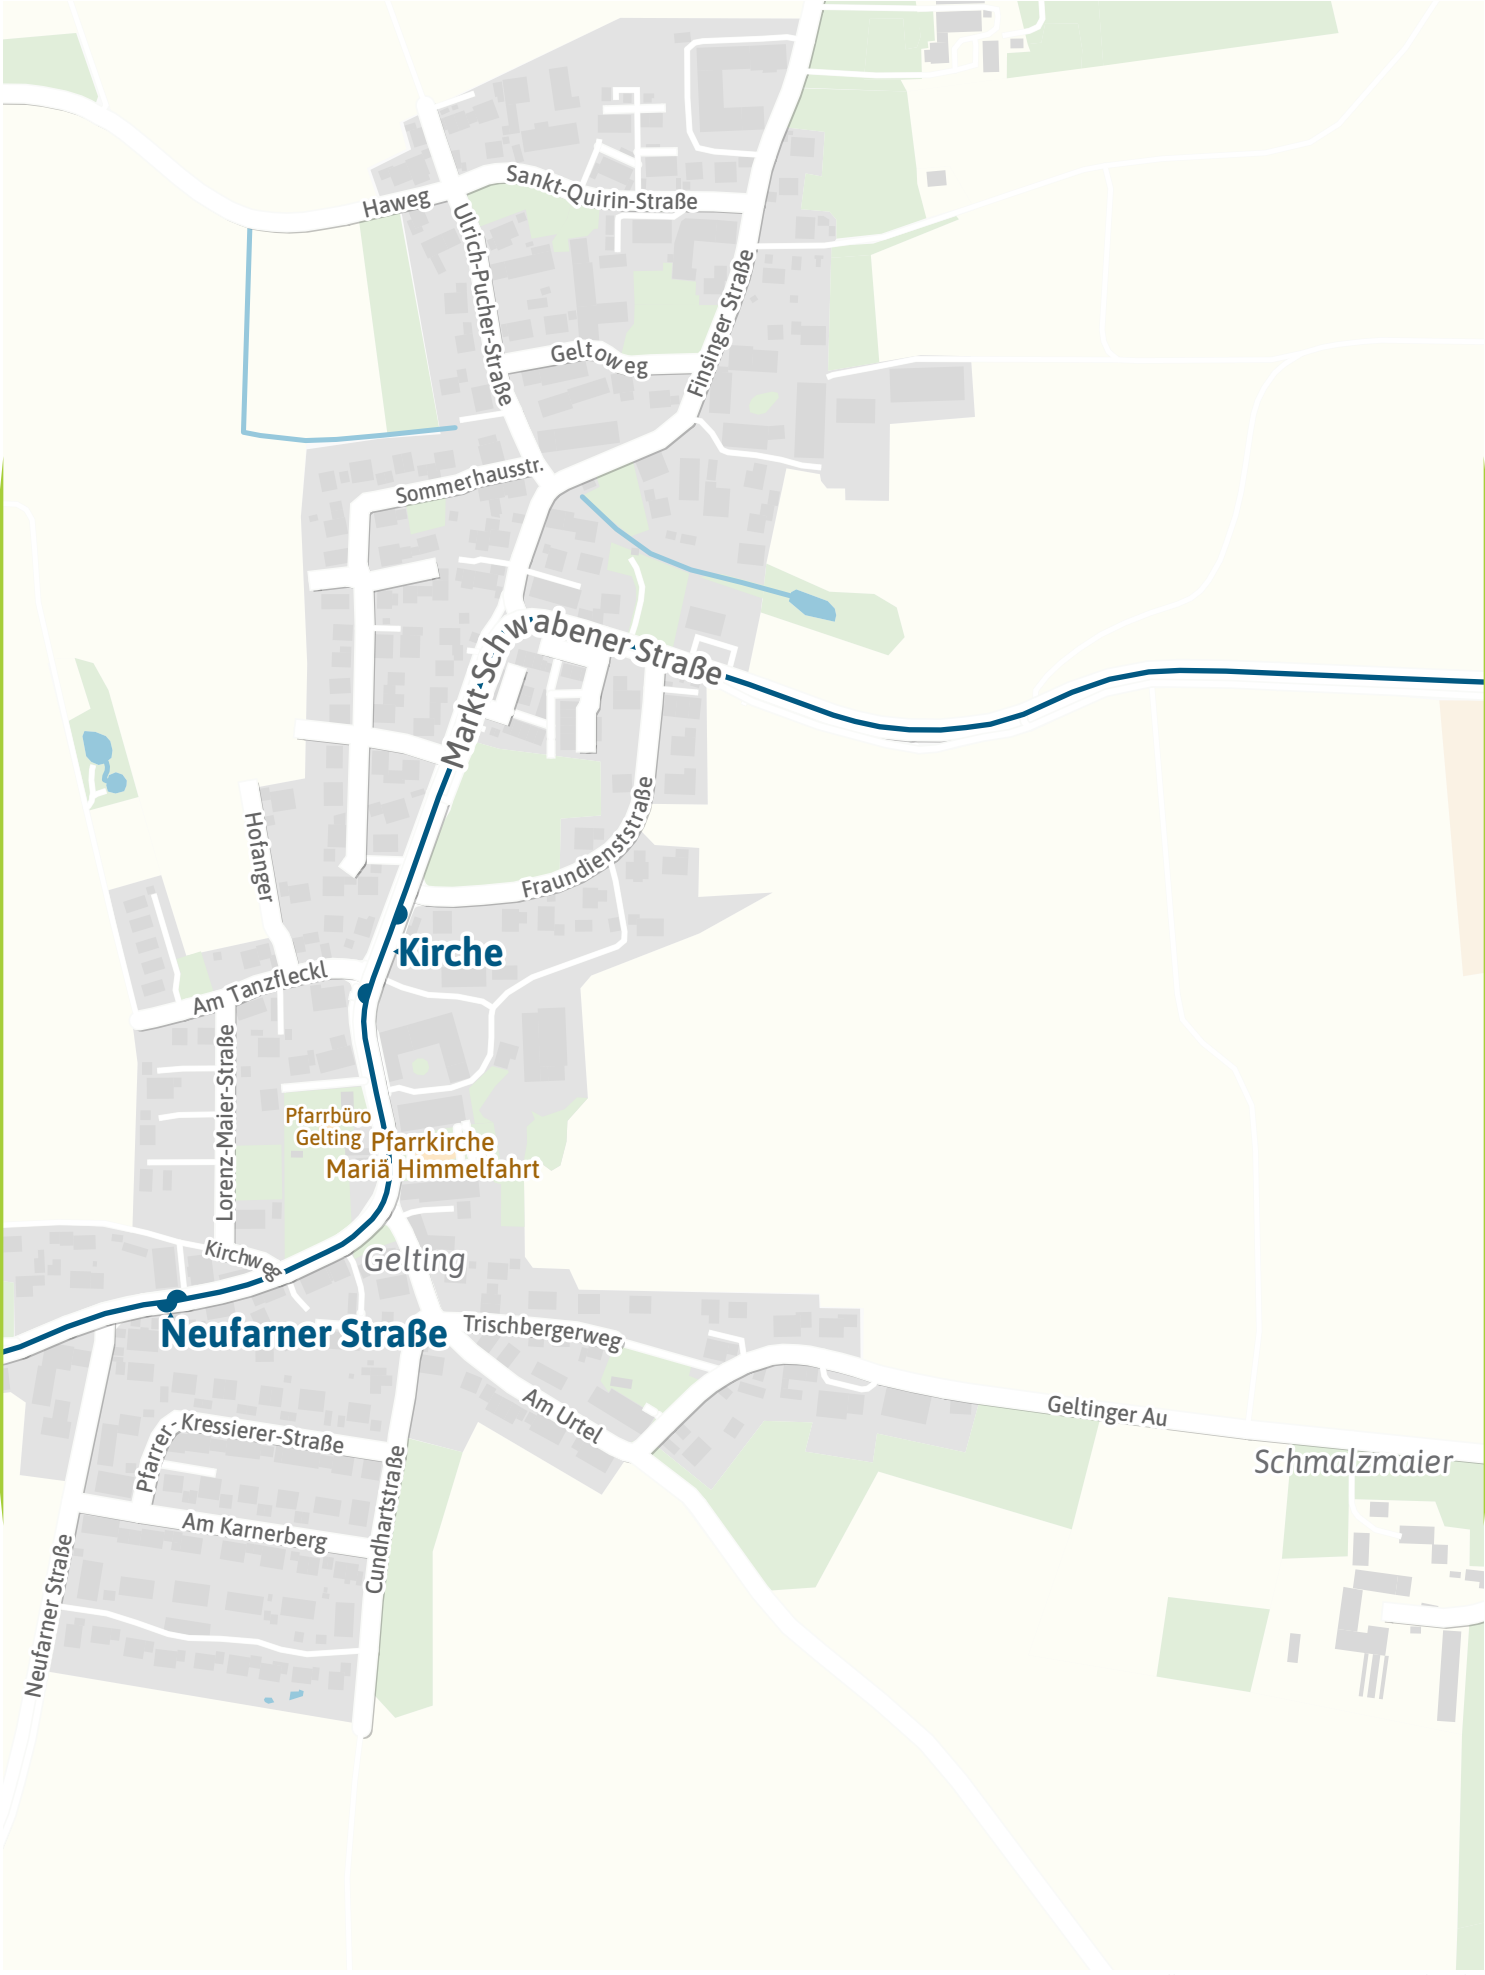 Sankt-Quirin-Straße
Haweg
Ulrich-Pucher-Straße
Finsinger Straße
Geltoweg
Sommerhausstr.
Markt Schwabener Straße
Hofanger
Fraundienststraße
Kirche
Am Tanzfleckl
Lorenz-Maier-Straße
Pfarrbüro
Gelting
Pfarrkirche
Mariä Himmelfahrt
Kirchweg
Gelting
Neufarner Straße
Trischbergerweg
Am Urtel
Geltinger Au
Schmalzmaier
Pfarrer-Kressierer-Straße
Cundhartstraße
Am Karnerberg
Neufarner Straße